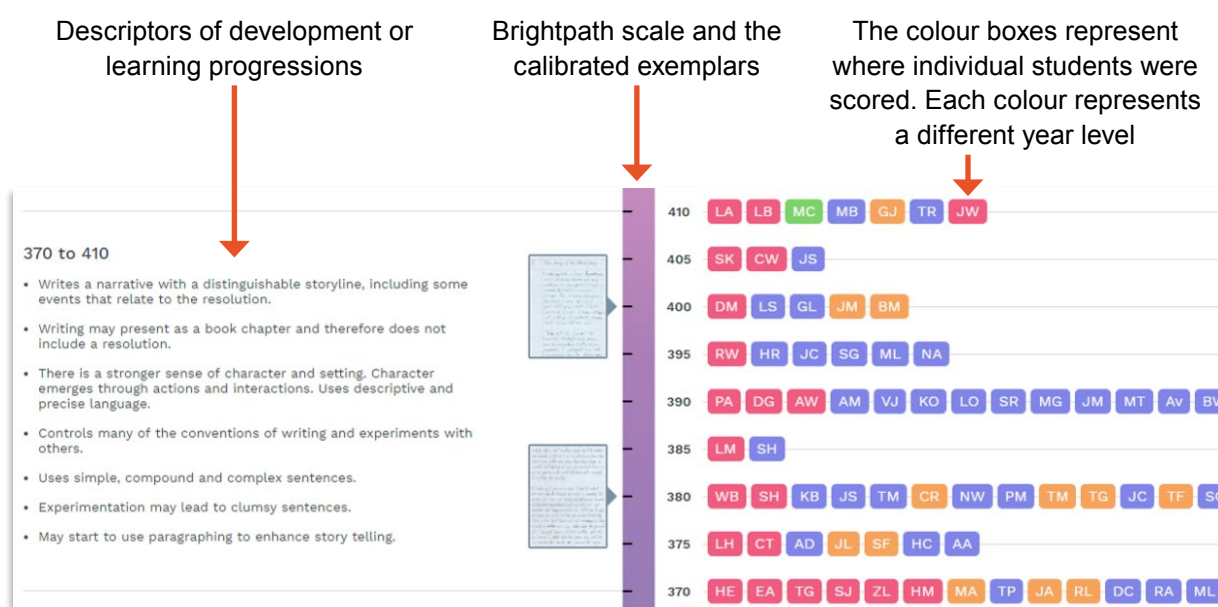 Descriptors of development or
learning progressions
Brightpath scale and the
calibrated exemplars
The colour boxes represent
where individual students were
scored. Each colour represents
a different year level
370 to 410
• Writes a narrative with a distinguishable storyline, including some
events that relate to the resolution.
• Writing may present as a book chapter and therefore does not
include a resolution.
• There is a stronger sense of character and setting. Character
emerges through actions and interactions. Uses descriptive and
precise language.
• Controls many of the conventions of writing and experiments with
others.
• Uses simple, compound and complex sentences.
• Experimentation may lead to clumsy sentences.
• May start to use paragraphing to enhance story telling.
410 LA LB MC MB GJ TR JW
405 SK CW JS
400 DM LS GL JM BM
395 RW HR JC SG ML NA
390 PA DG AW AM VJ KO LO SR MG JM MT Av
385 LM SH
380 WB SH KB JS TM CR NW PM TM TG JC TF
375 LH CT AD JL SF HC AA
370 HE EA TG SJ ZL HM MA TP JA RL DC RA ML